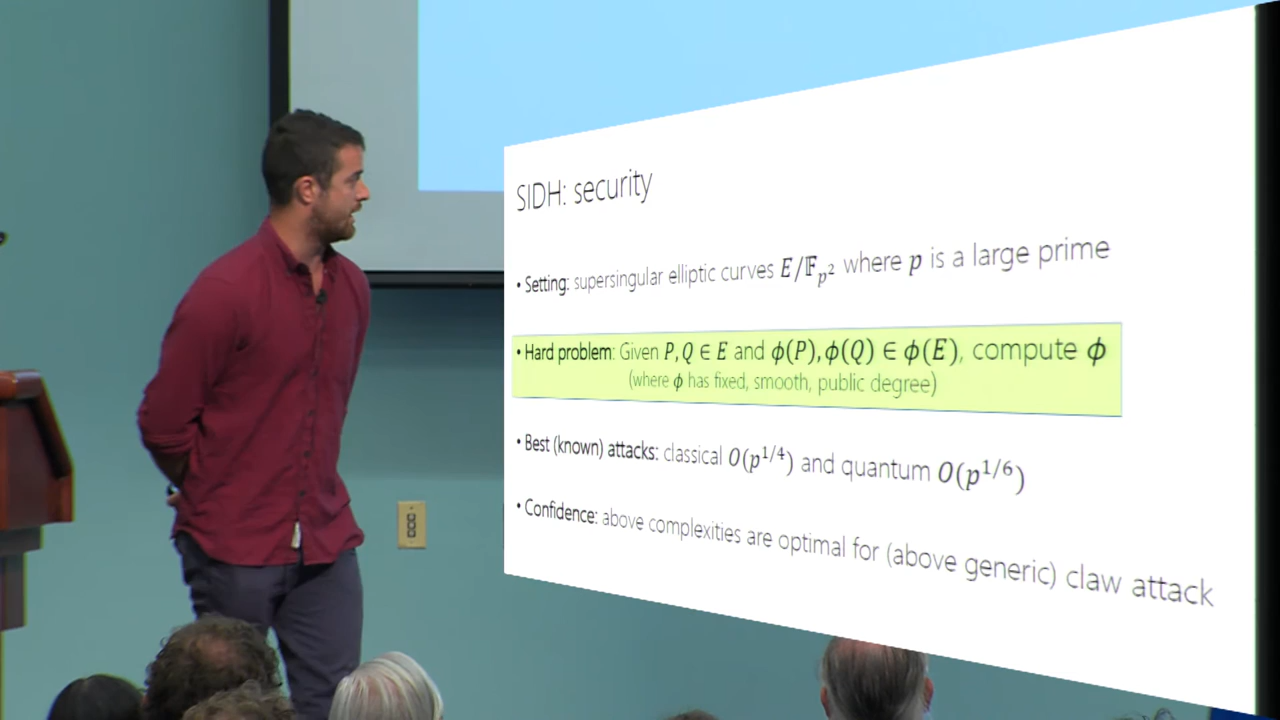 SIDH: security
• Setting: supersingular elliptic curves E/𝔽_{p²} where p is a large prime
• Hard problem: Given P, Q ∈ E and ϕ(P), ϕ(Q) ∈ ϕ(E), compute ϕ
(where ϕ has fixed, smooth, public degree)
• Best (known) attacks: classical O(p^{1/4}) and quantum O(p^{1/6})
• Confidence: above complexities are optimal for (above generic) claw attack